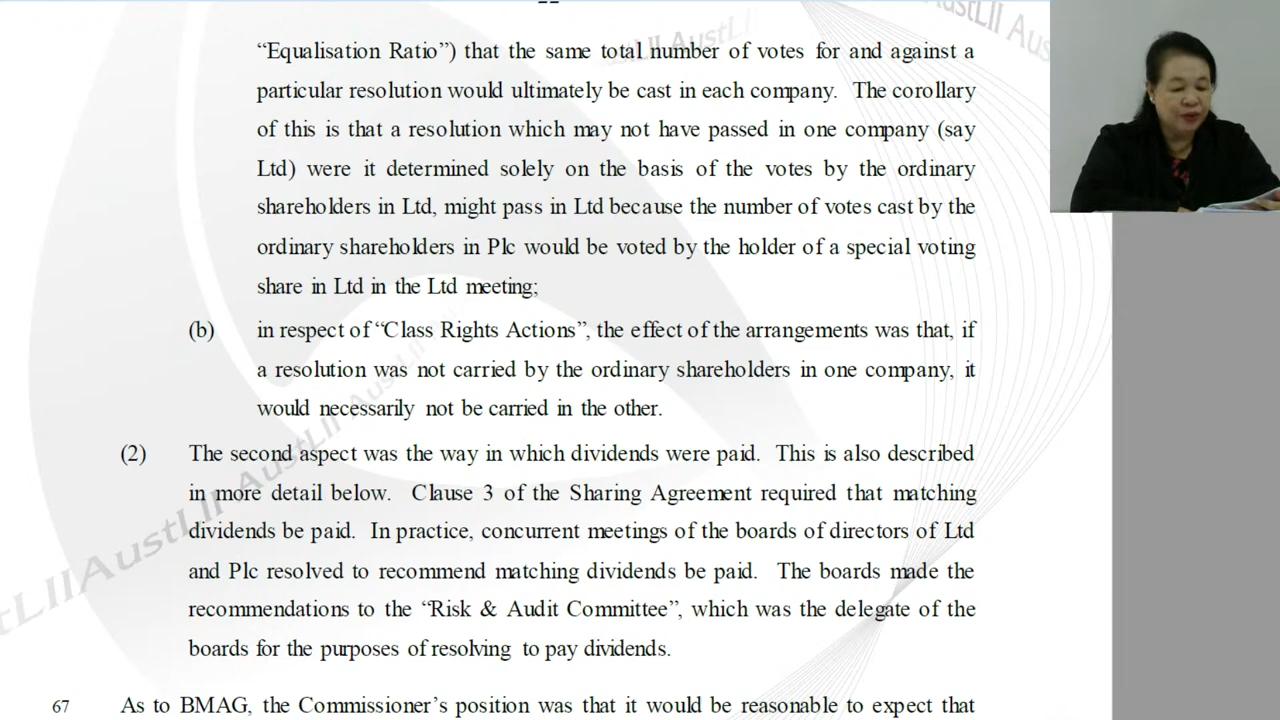 “Equalisation Ratio”) that the same total number of votes for and against a
particular resolution would ultimately be cast in each company. The corollary
of this is that a resolution which may not have passed in one company (say
Ltd) were it determined solely on the basis of the votes by the ordinary
shareholders in Ltd, might pass in Ltd because the number of votes cast by the
ordinary shareholders in Plc would be voted by the holder of a special voting
share in Ltd in the Ltd meeting;
(b) in respect of “Class Rights Actions”, the effect of the arrangements was that, if
a resolution was not carried by the ordinary shareholders in one company, it
would necessarily not be carried in the other.
(2) The second aspect was the way in which dividends were paid. This is also described
in more detail below. Clause 3 of the Sharing Agreement required that matching
dividends be paid. In practice, concurrent meetings of the boards of directors of Ltd
and Plc resolved to recommend matching dividends be paid. The boards made the
recommendations to the “Risk & Audit Committee”, which was the delegate of the
boards for the purposes of resolving to pay dividends.
67 As to BMAG, the Commissioner’s position was that it would be reasonable to expect that
AustLII AustLII AustLII
AustLII
AustLII AustLII